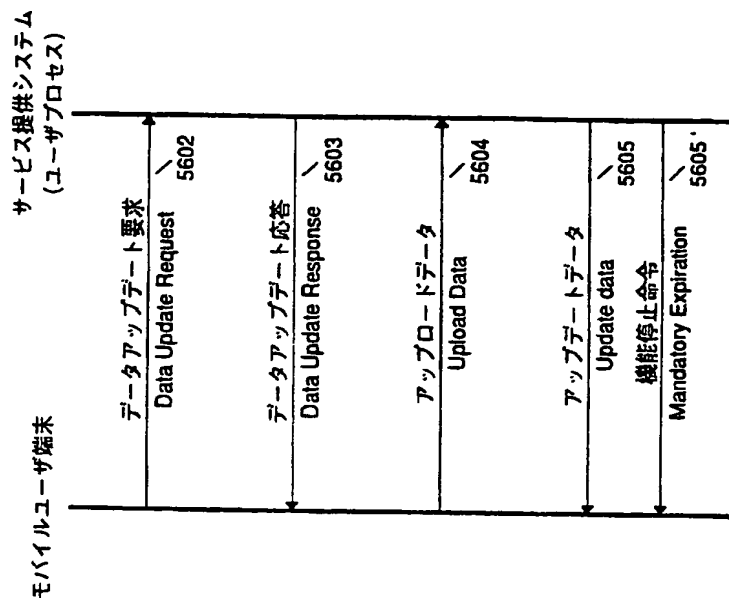 モバイルユーザ端末
サービス提供システム
(ユーザプロセス)
データアップデート要求
Data Update Request
5602
データアップデート応答
Data Update Response
5603
アップロードデータ
Upload Data
5604
アップデートデータ
Update data
5605
機能停止命令
Mandatory Expiration
5605'